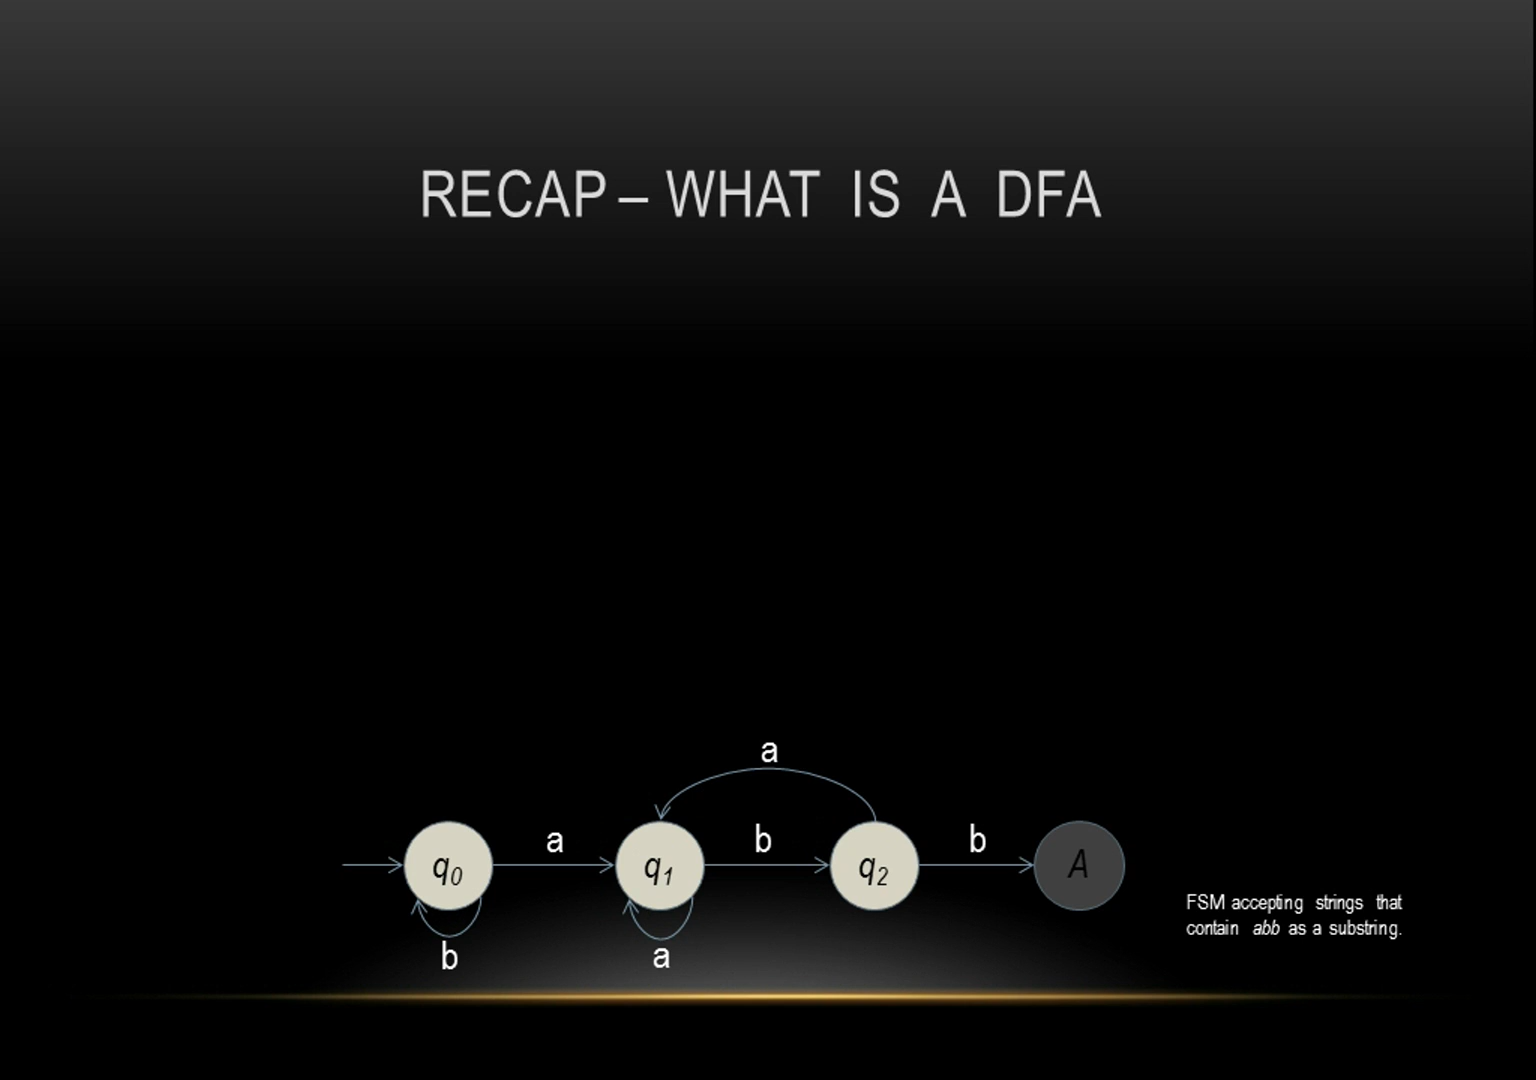 RECAP – WHAT IS A DFA
a
a
b
b
q0
q1
q2
A
b
a
FSM accepting strings that
contain abb as a substring.